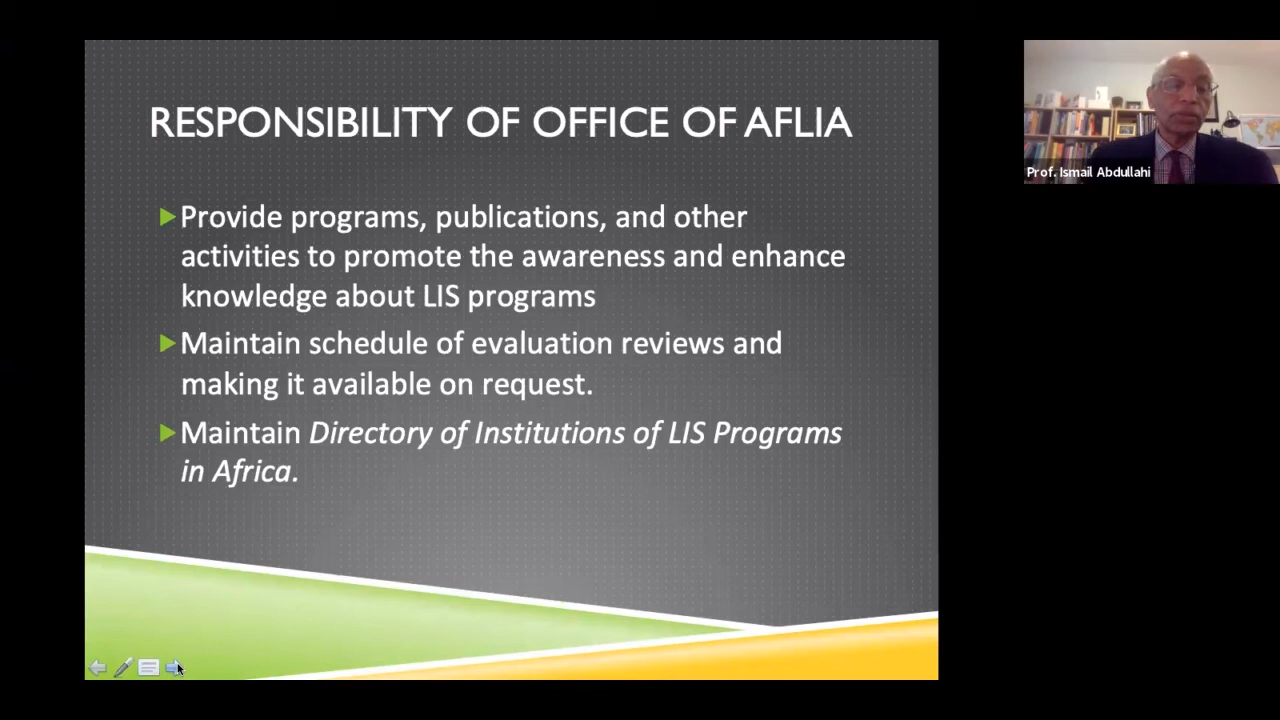 RESPONSIBILITY OF OFFICE OF AFLIA
Provide programs, publications, and other
activities to promote the awareness and enhance
knowledge about LIS programs
Maintain schedule of evaluation reviews and
making it available on request.
Maintain Directory of Institutions of LIS Programs
in Africa.
Prof. Ismail Abdullahi